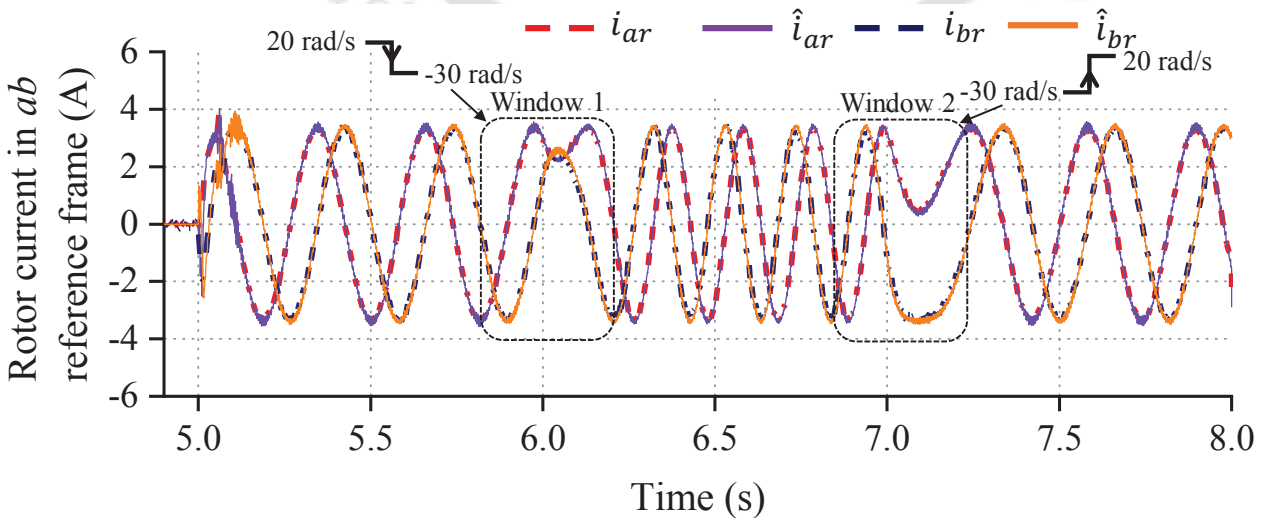 i_ar î_ar i_br î_br
20 rad/s
-30 rad/s
Window 1
Window 2
-30 rad/s
20 rad/s
Rotor current in ab
reference frame (A)
6
4
2
0
-2
-4
-6
5.0 5.5 6.0 6.5 7.0 7.5 8.0
Time (s)